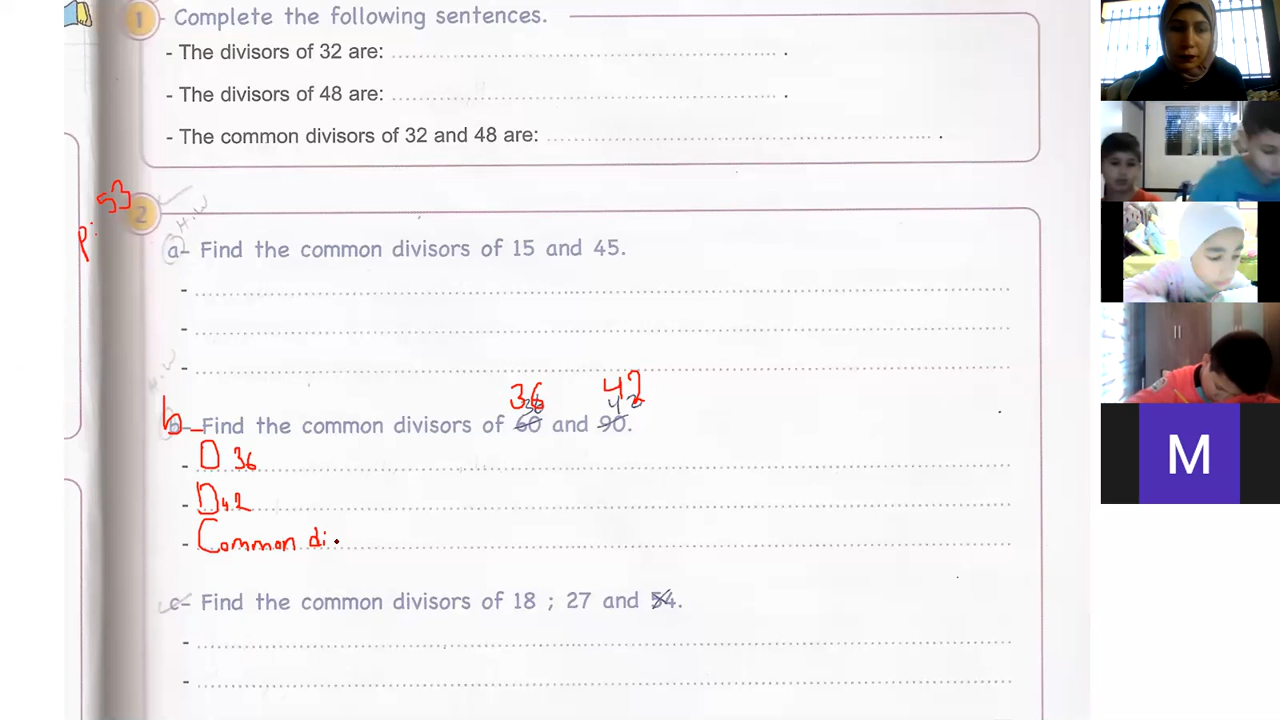 1 Complete the following sentences.
- The divisors of 32 are: .
- The divisors of 48 are: .
- The common divisors of 32 and 48 are: .
p: 53
2 H.W
a- Find the common divisors of 15 and 45.
-
-
-
H.W
36 42
36 42
b- Find the common divisors of 60 and 90.
- D 36
- D42
- Common di
c- Find the common divisors of 18 ; 27 and 54.
-
-
M